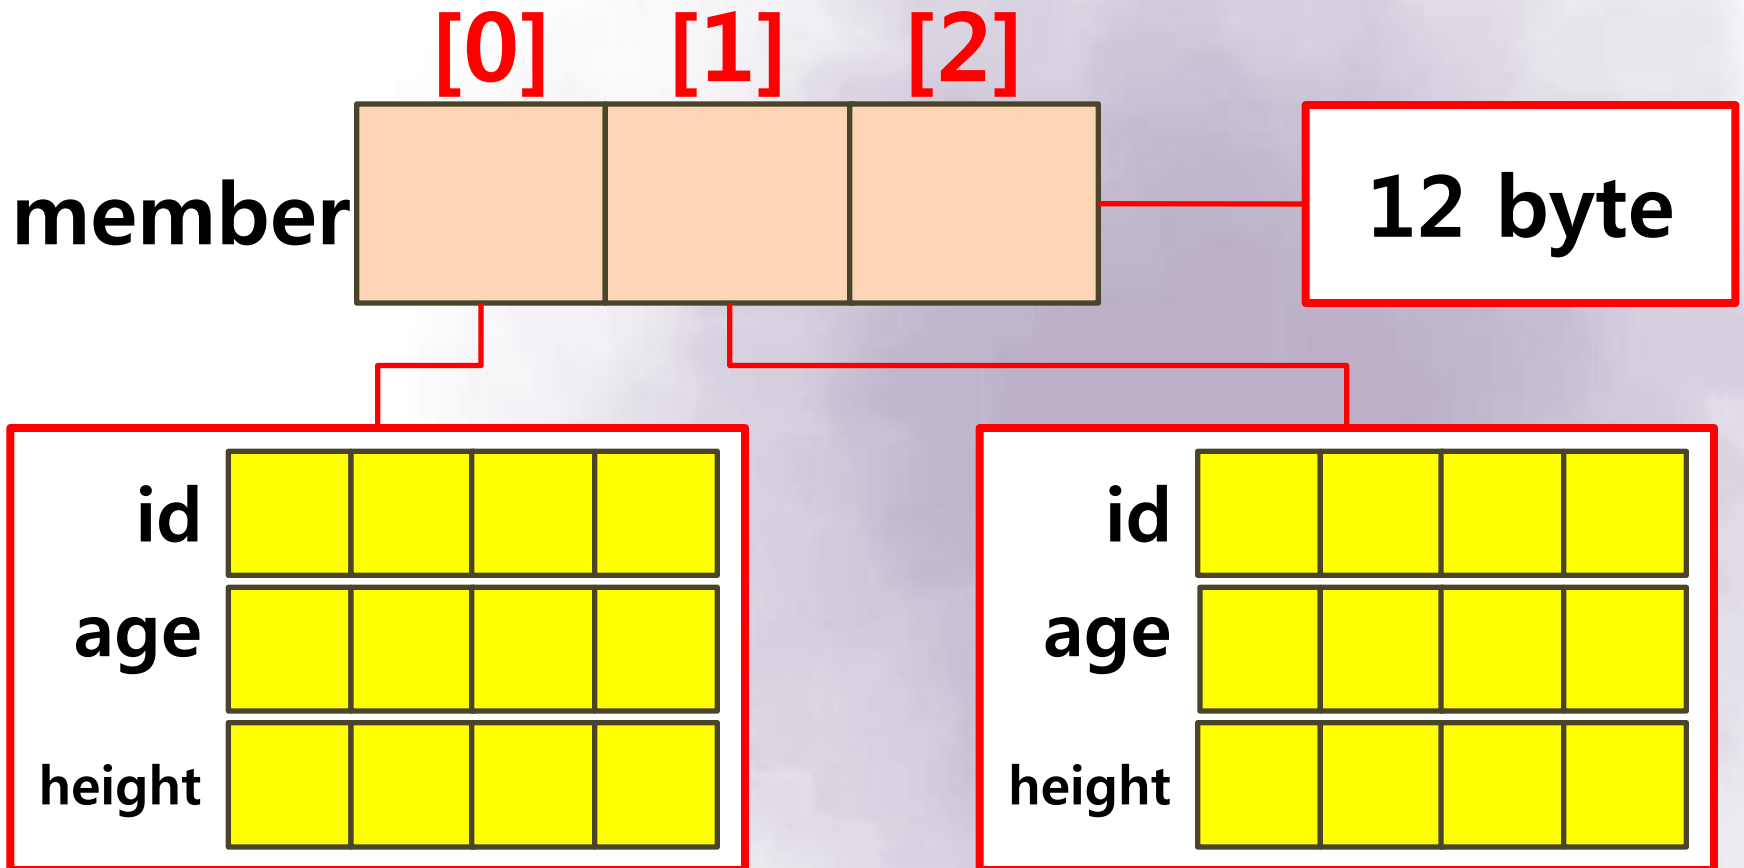 [0] [1] [2]
member
12 byte
id
age
height
id
age
height